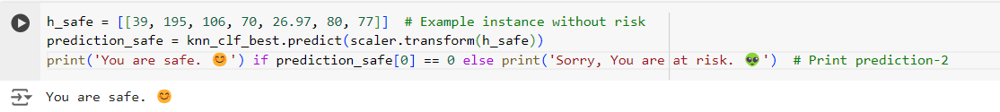 h_safe = [[39, 195, 106, 70, 26.97, 80, 77]]  # Example instance without risk
prediction_safe = knn_clf_best.predict(scaler.transform(h_safe))
print('You are safe. 😊') if prediction_safe[0] == 0 else print('Sorry, You are at risk. 👽')  # Print prediction-2
You are safe. 😊